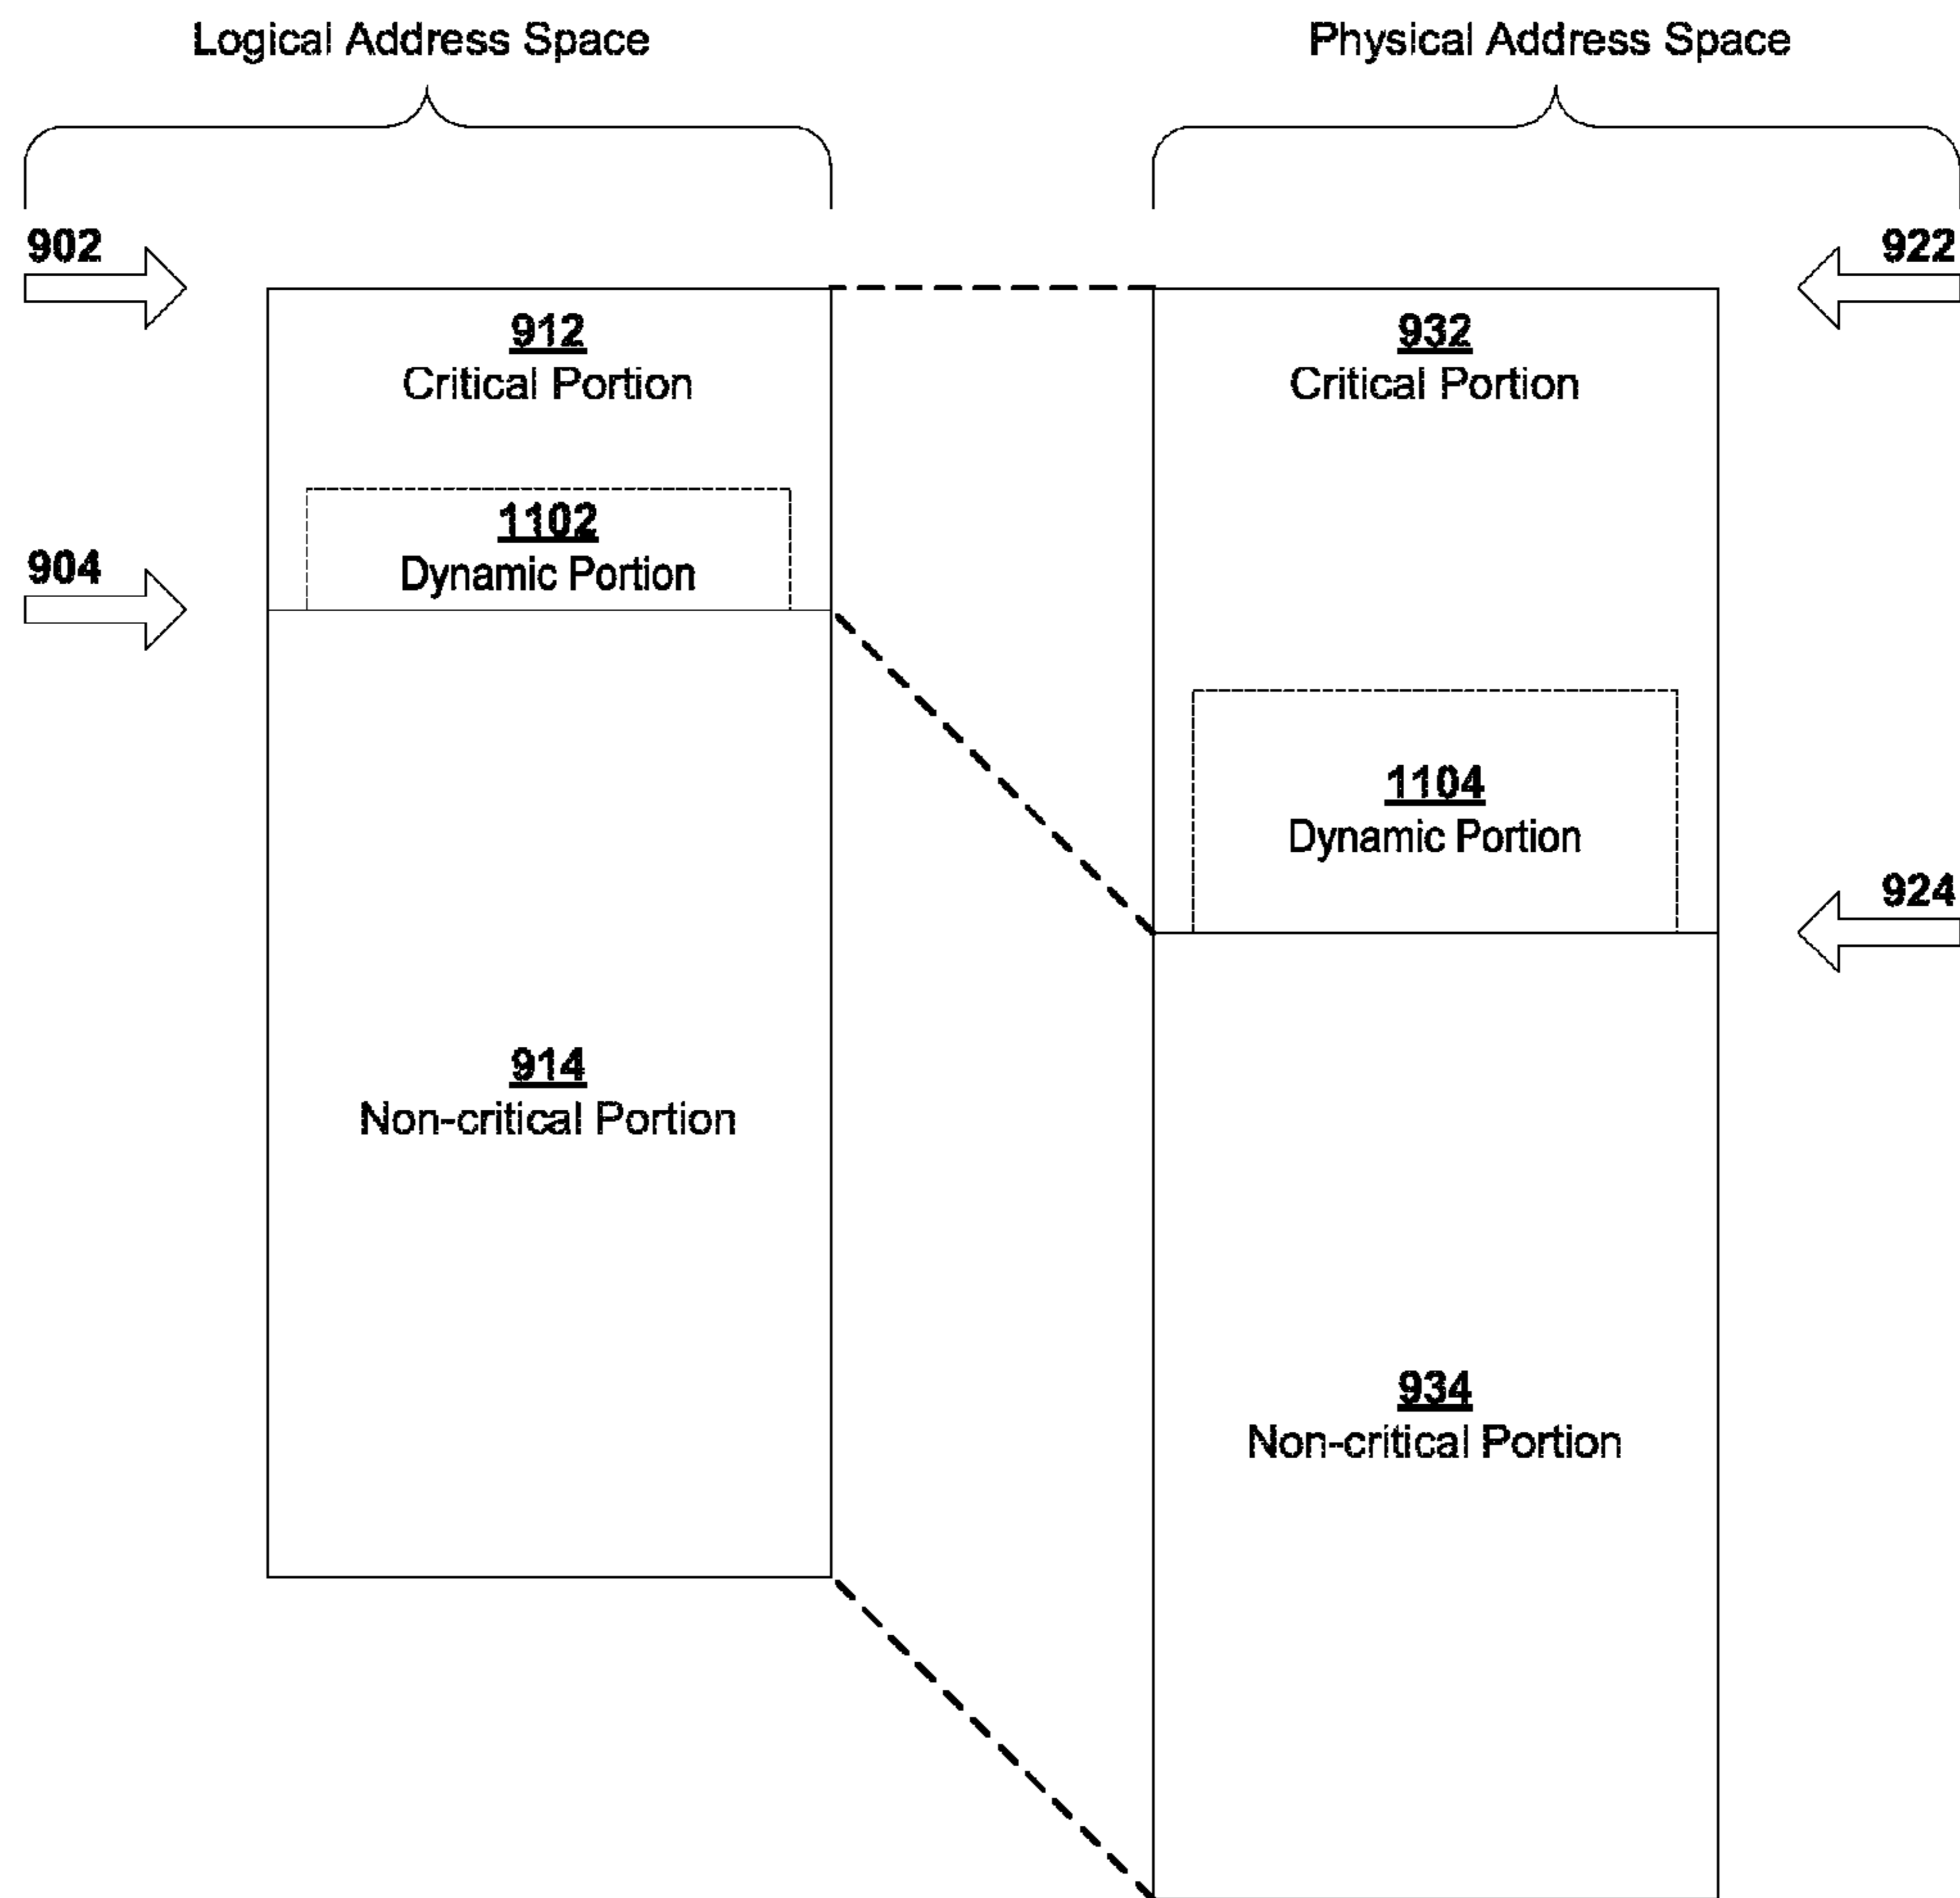 Logical Address Space
Physical Address Space
902
922
912
Critical Portion
932
Critical Portion
1102
Dynamic Portion
904
1104
Dynamic Portion
924
914
Non-critical Portion
934
Non-critical Portion